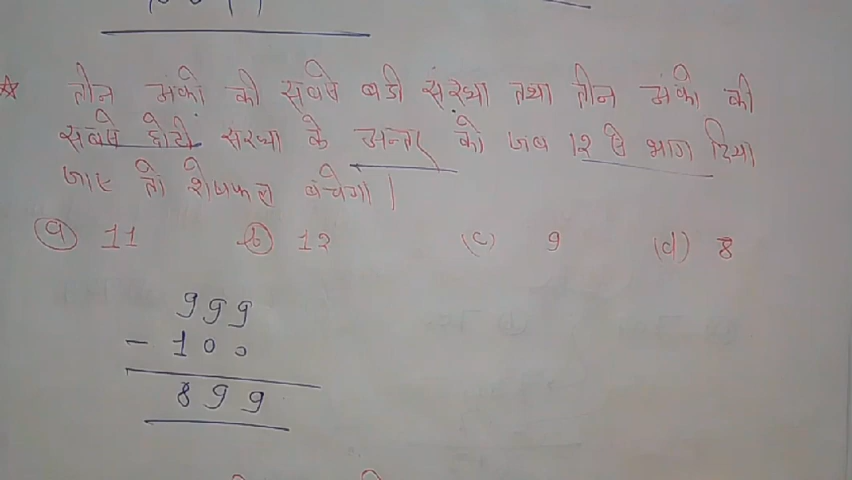 ☆ तीन अंको की सबसे बडी संख्या तथा तीन अंको की
सबसे छोटी संख्या के अन्तर को जब 12 से भाग दिया
जाए तो शेषफल बचेगा।
(a) 11 (b) 12 (c) 9 (d) 8
999
- 100
899